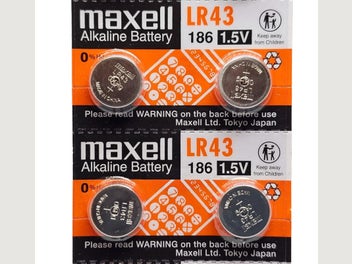 maxell LR43
Alkaline Battery 186 1.5V
0%
Keep away
from Children
Please read WARNING on the back before use
Maxell Ltd. Tokyo Japan
maxell LR43
Alkaline Battery 186 1.5V
0%
Keep away
from Children
Please read WARNING on the back before use
Maxell Ltd. Tokyo Japan